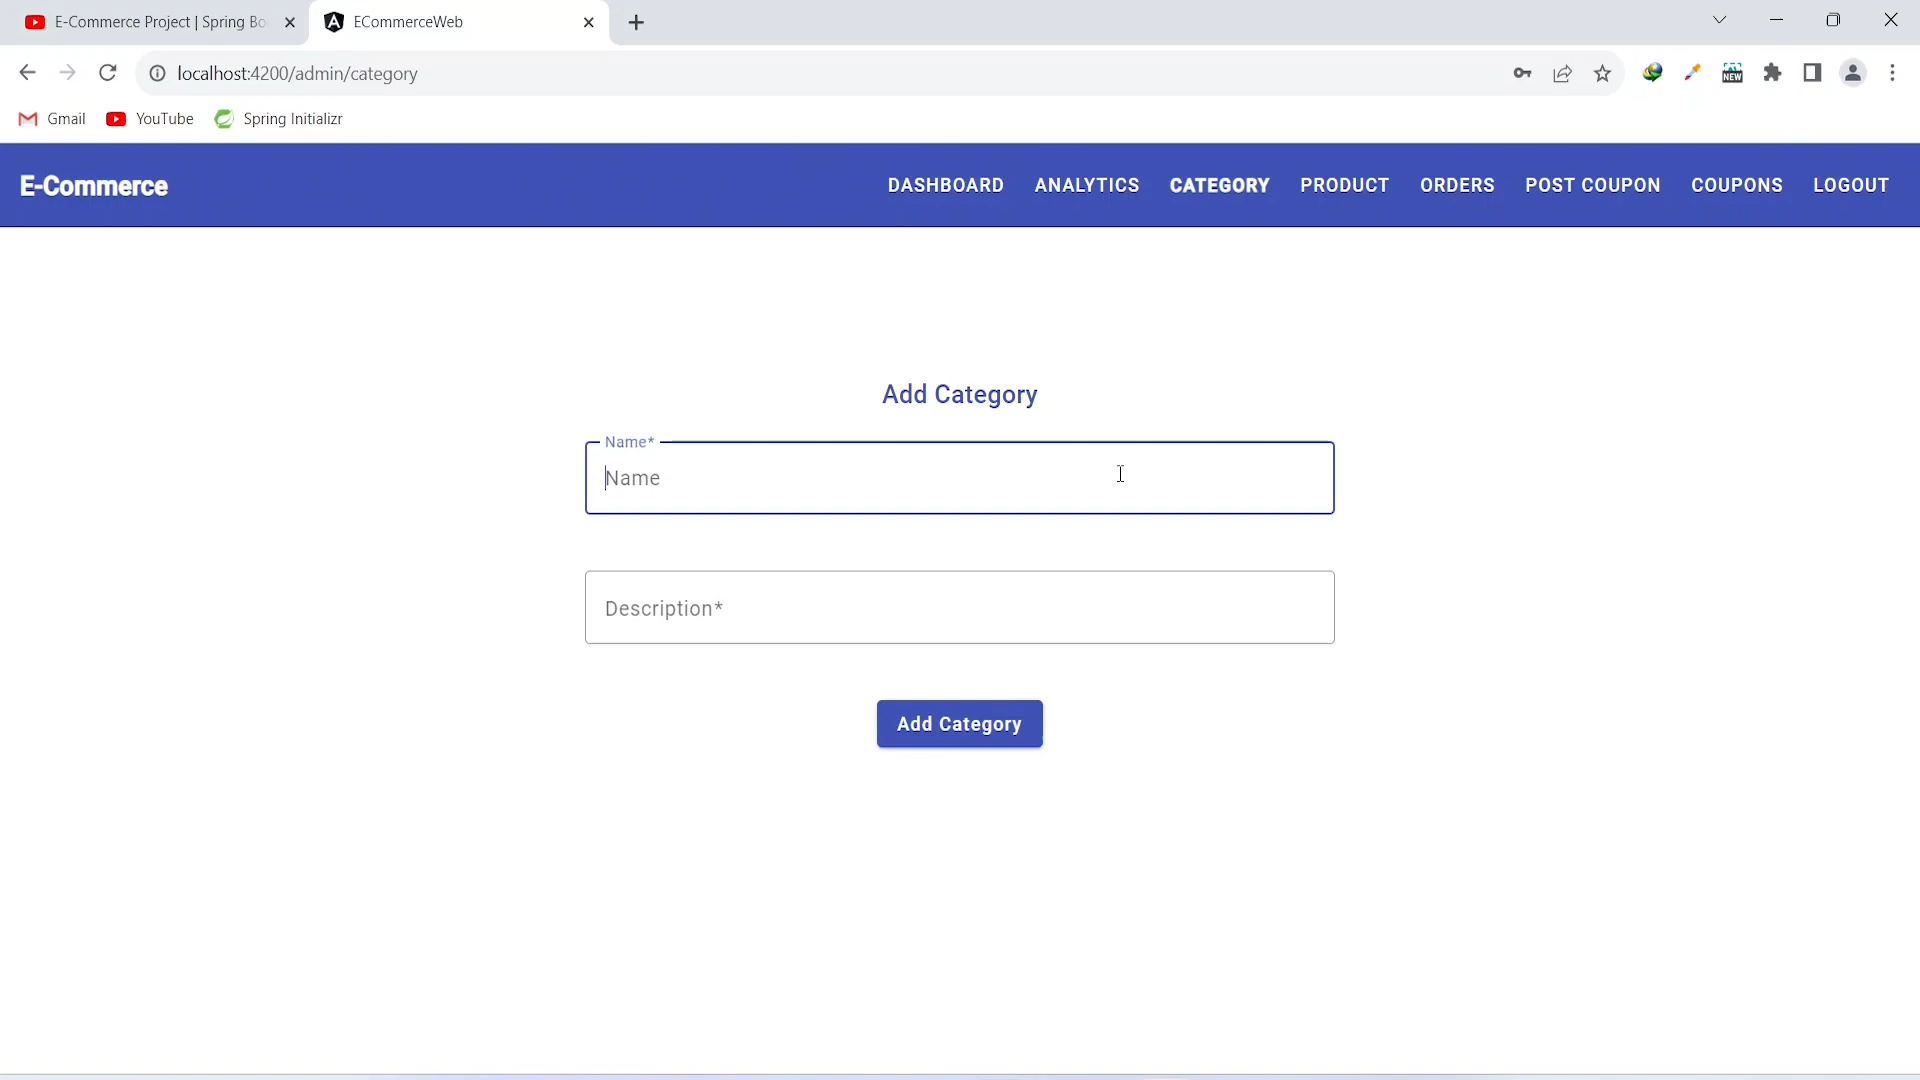 E-Commerce Project | Spring Bo
ECommerceWeb
localhost:4200/admin/category
NEW
Gmail
YouTube
Spring Initializr
E-Commerce
DASHBOARD
ANALYTICS
CATEGORY
PRODUCT
ORDERS
POST COUPON
COUPONS
LOGOUT
Add Category
Name*
Name
Description*
Add Category